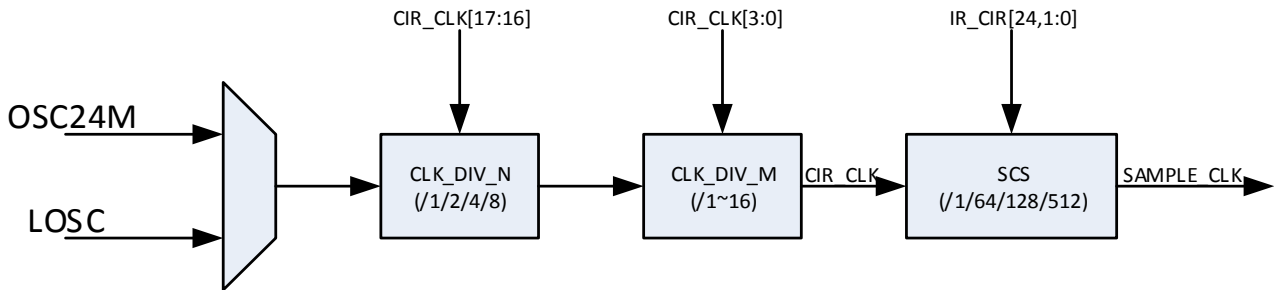 CIR_CLK[17:16]
CIR_CLK[3:0]
IR_CIR[24,1:0]
OSC24M
LOSC
CLK_DIV_N
(/1/2/4/8)
CLK_DIV_M
(/1~16)
CIR_CLK
SCS
(/1/64/128/512)
SAMPLE_CLK